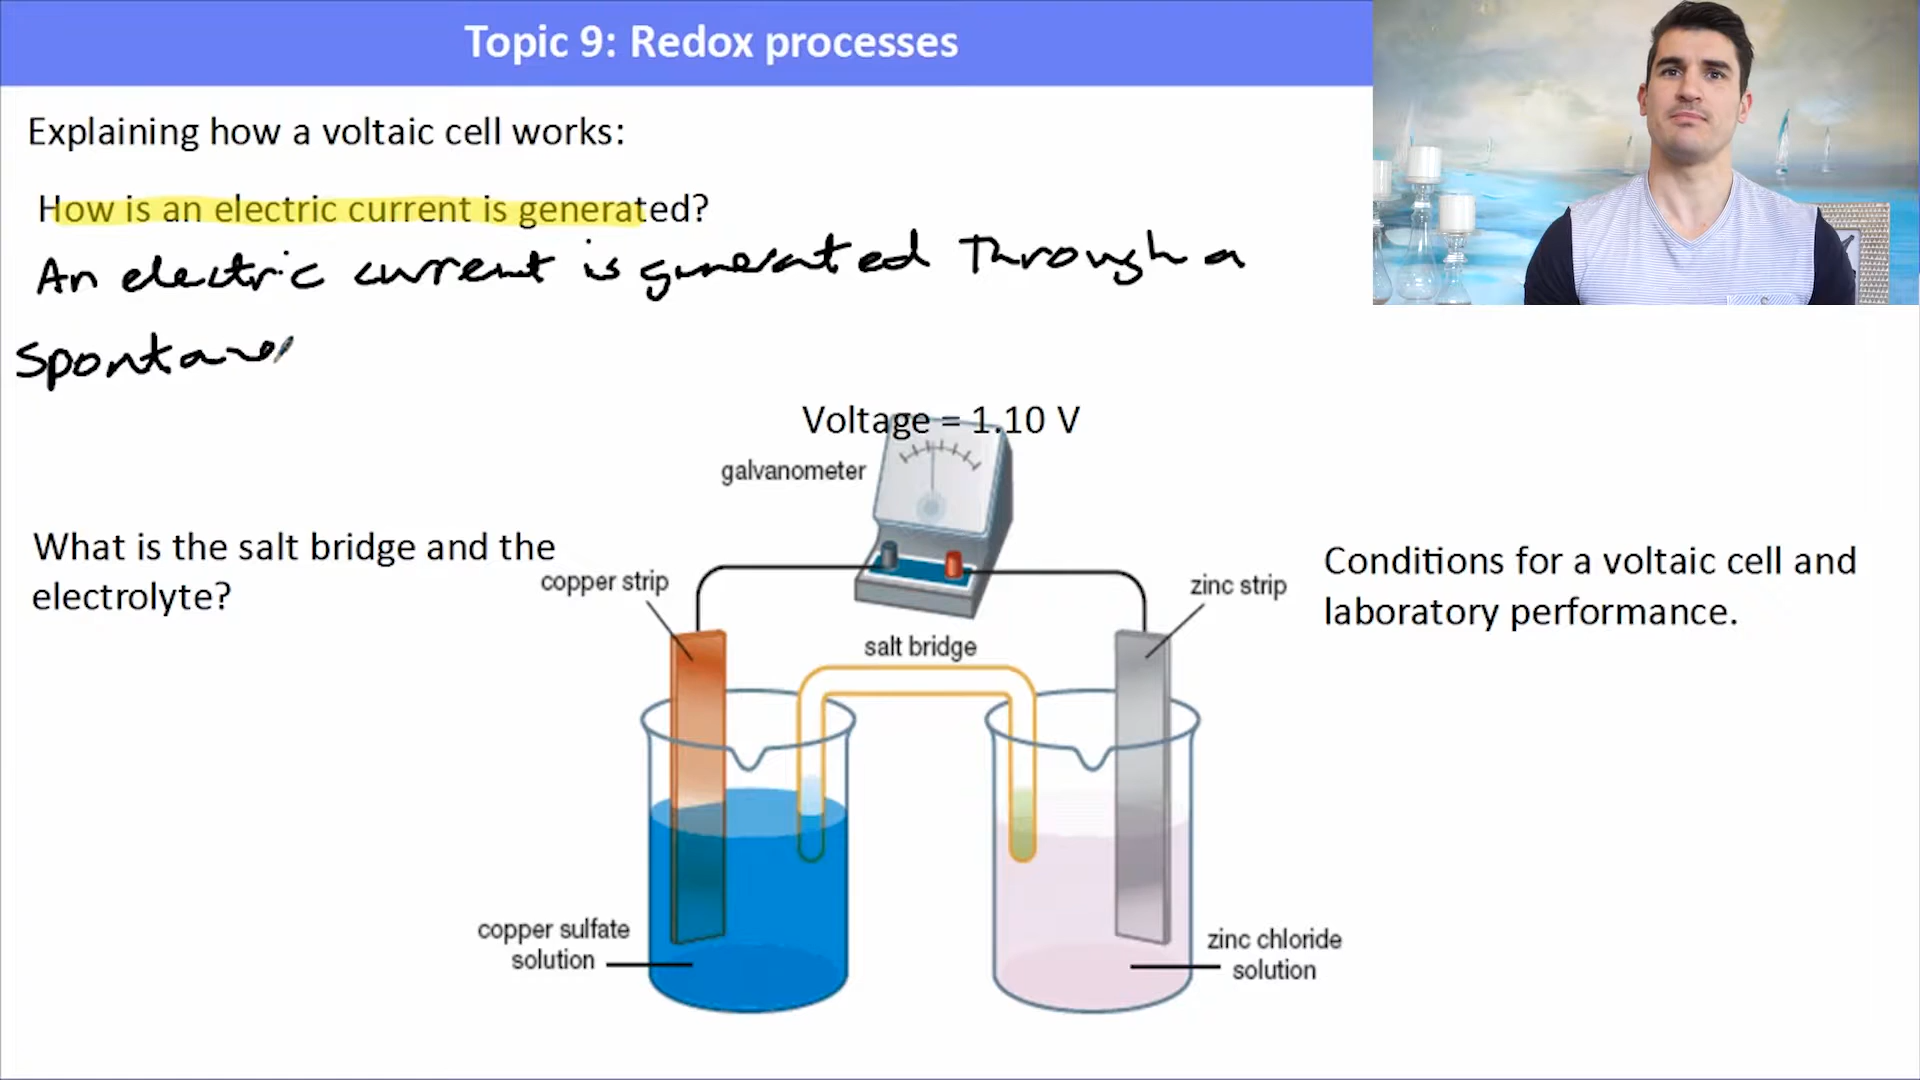 Topic 9: Redox processes
Explaining how a voltaic cell works:
How is an electric current is generated?
An electric current is generated Through a
Spontaneo
Voltage = 1.10 V
galvanometer
What is the salt bridge and the
electrolyte?
copper strip
zinc strip
Conditions for a voltaic cell and
laboratory performance.
salt bridge
copper sulfate
solution
zinc chloride
solution